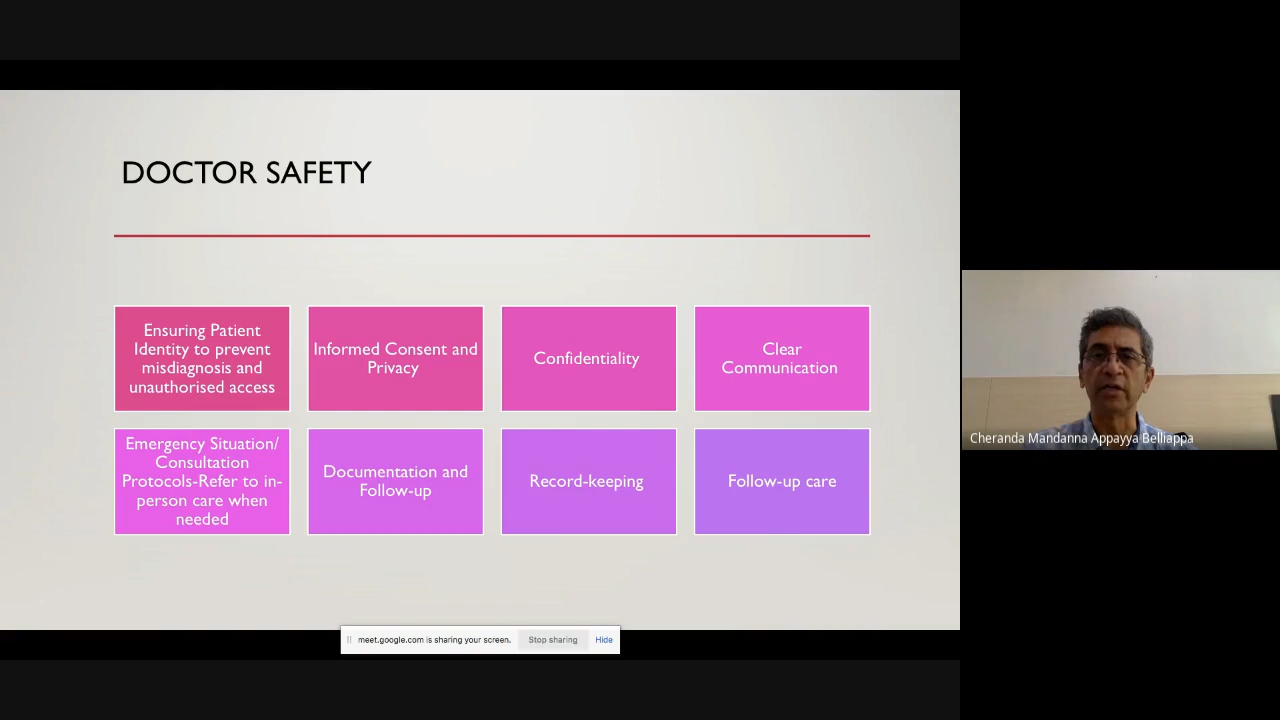 DOCTOR SAFETY
Ensuring Patient
Identity to prevent
misdiagnosis and
unauthorised access
Informed Consent and
Privacy
Confidentiality
Clear
Communication
Emergency Situation/
Consultation
Protocols-Refer to in-
person care when
needed
Documentation and
Follow-up
Record-keeping
Follow-up care
meet.google.com is sharing your screen.
Stop sharing
Hide
Cheranda Mandanna Appayya Belliappa